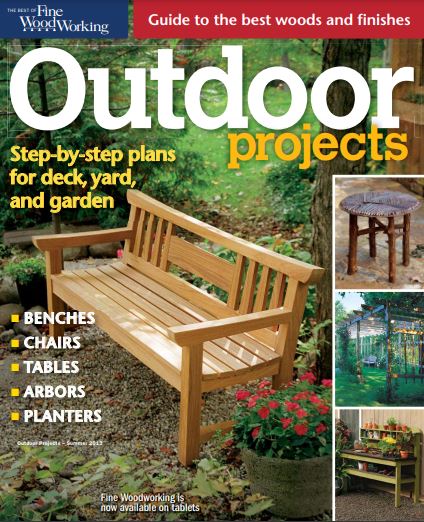 THE BEST OF Fine
WoodWorking
Guide to the best woods and finishes
Outdoor
projects
Step-by-step plans
for deck, yard,
and garden
BENCHES
CHAIRS
TABLES
ARBORS
PLANTERS
Outdoor Projects – Summer 2013
Fine Woodworking is
now available on tablets